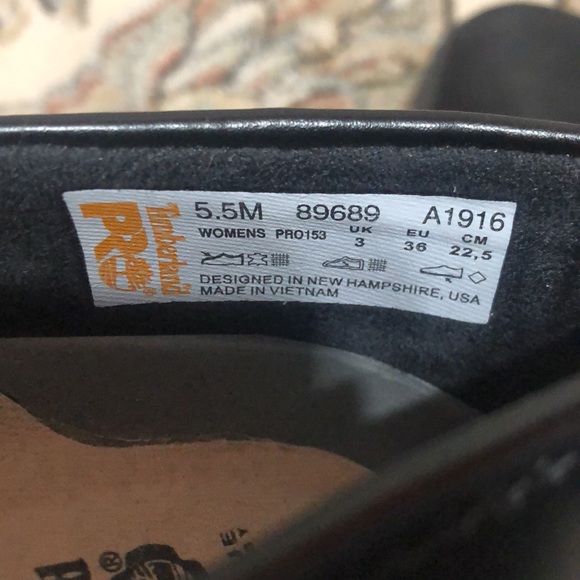 Timberland
PRO
5.5M 89689 A1916
WOMENS PRO153 UK EU CM
3 36 22,5
DESIGNED IN NEW HAMPSHIRE, USA
MADE IN VIETNAM
®